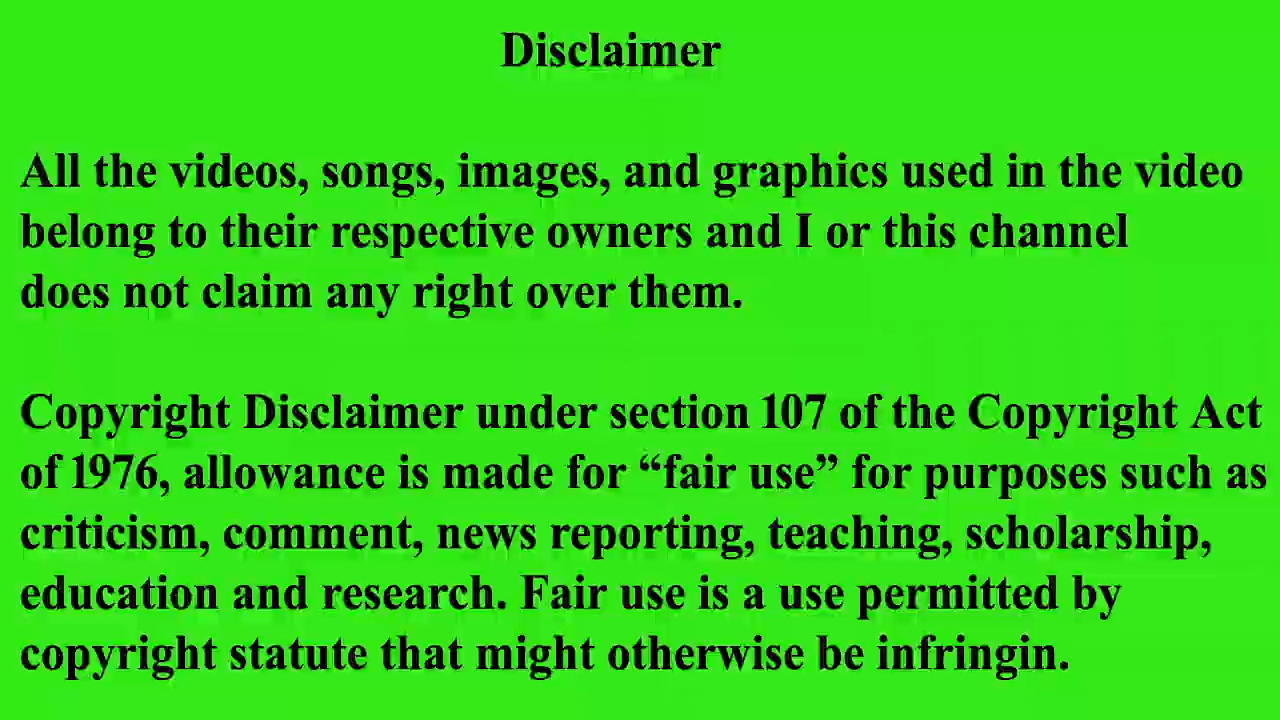 Disclaimer
All the videos, songs, images, and graphics used in the video
belong to their respective owners and I or this channel
does not claim any right over them.
Copyright Disclaimer under section 107 of the Copyright Act
of 1976, allowance is made for “fair use” for purposes such as
criticism, comment, news reporting, teaching, scholarship,
education and research. Fair use is a use permitted by
copyright statute that might otherwise be infringin.